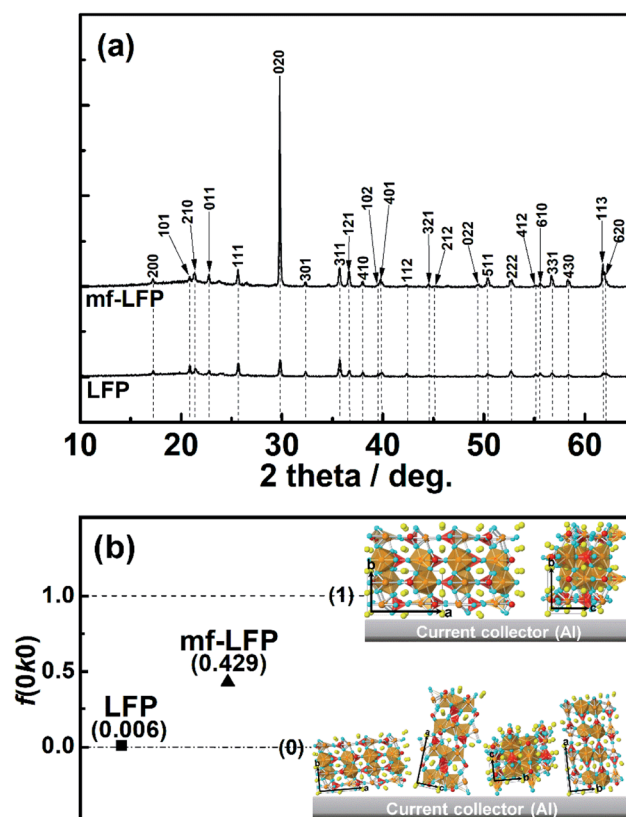 (a)
020
101
210
011
200
111
301
311
121
410
102
401
112
321
212
022
511
222
412
610
331
430
113
620
mf-LFP
LFP
10 20 30 40 50 60
2 theta / deg.
(b)
f(0k0)
1.0
0.5
0.0
(1)
mf-LFP
(0.429)
LFP
(0.006)
(0)
b
a
b
c
Current collector (Al)
b
a
a
c
c
b
a
b
Current collector (Al)